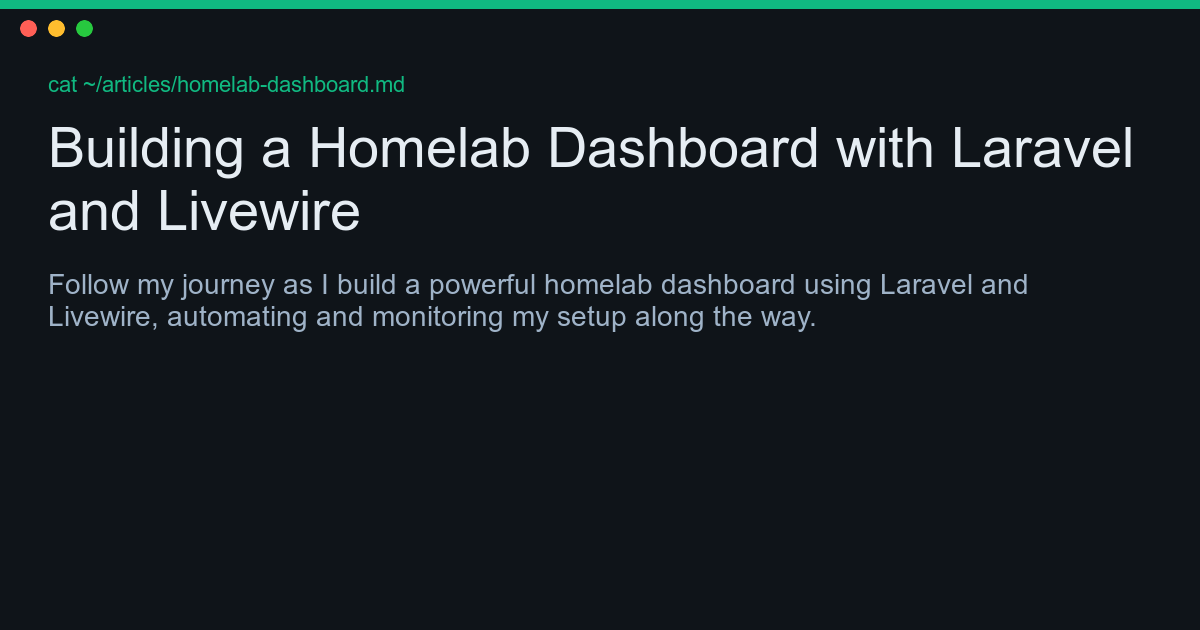 cat ~/articles/homelab-dashboard.md
Building a Homelab Dashboard with Laravel
and Livewire
Follow my journey as I build a powerful homelab dashboard using Laravel and
Livewire, automating and monitoring my setup along the way.